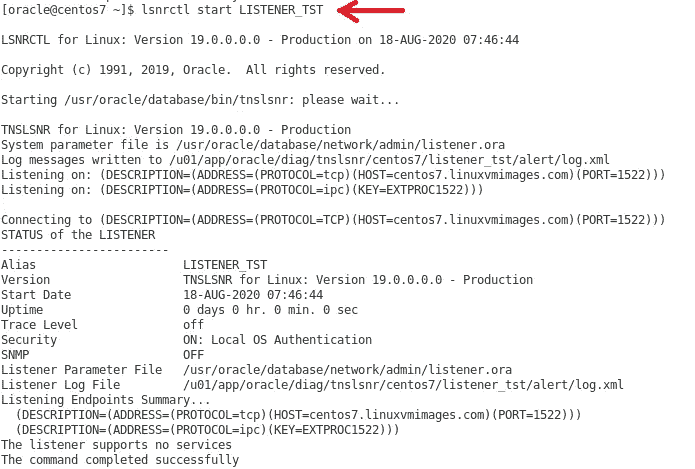 [oracle@centos7 ~]$ lsnrctl start LISTENER_TST
LSNRCTL for Linux: Version 19.0.0.0.0 - Production on 18-AUG-2020 07:46:44
Copyright (c) 1991, 2019, Oracle.  All rights reserved.
Starting /usr/oracle/database/bin/tnslsnr: please wait...
TNSLSNR for Linux: Version 19.0.0.0.0 - Production
System parameter file is /usr/oracle/database/network/admin/listener.ora
Log messages written to /u01/app/oracle/diag/tnslsnr/centos7/listener_tst/alert/log.xml
Listening on: (DESCRIPTION=(ADDRESS=(PROTOCOL=tcp)(HOST=centos7.linuxvmimages.com)(PORT=1522)))
Listening on: (DESCRIPTION=(ADDRESS=(PROTOCOL=ipc)(KEY=EXTPROC1522)))
Connecting to (DESCRIPTION=(ADDRESS=(PROTOCOL=TCP)(HOST=centos7.linuxvmimages.com)(PORT=1522)))
STATUS of the LISTENER
------------------------
Alias                     LISTENER_TST
Version                   TNSLSNR for Linux: Version 19.0.0.0.0 - Production
Start Date                18-AUG-2020 07:46:44
Uptime                    0 days 0 hr. 0 min. 0 sec
Trace Level               off
Security                  ON: Local OS Authentication
SNMP                      OFF
Listener Parameter File   /usr/oracle/database/network/admin/listener.ora
Listener Log File         /u01/app/oracle/diag/tnslsnr/centos7/listener_tst/alert/log.xml
Listening Endpoints Summary...
  (DESCRIPTION=(ADDRESS=(PROTOCOL=tcp)(HOST=centos7.linuxvmimages.com)(PORT=1522)))
  (DESCRIPTION=(ADDRESS=(PROTOCOL=ipc)(KEY=EXTPROC1522)))
The listener supports no services
The command completed successfully